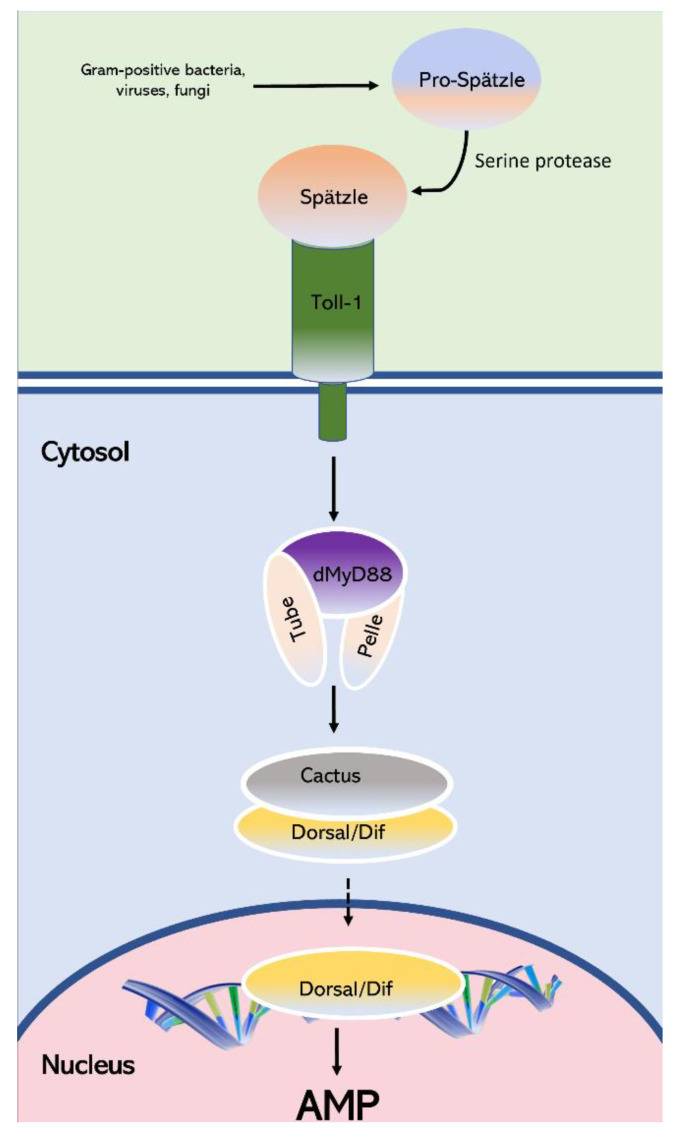 Gram-positive bacteria,
viruses, fungi
Pro-Spätzle
Serine protease
Spätzle
Toll-1
Cytosol
dMyD88
Tube
Pelle
Cactus
Dorsal/Dif
Dorsal/Dif
Nucleus
AMP